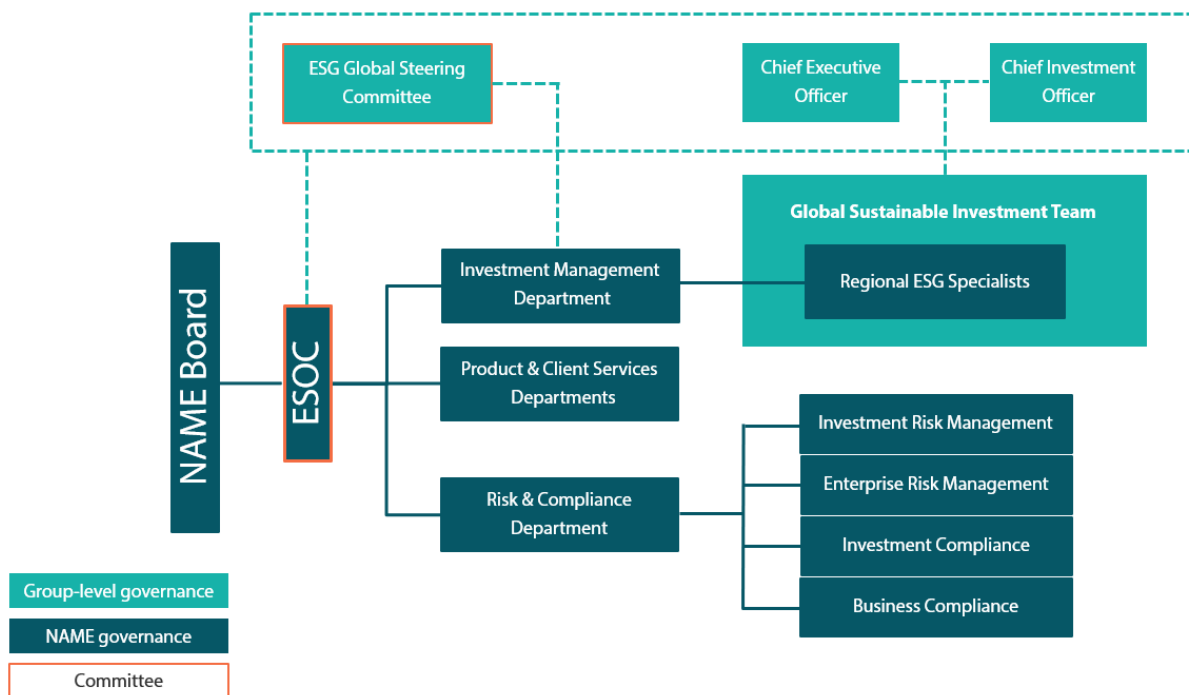 ESG Global Steering
Committee
Chief Executive
Officer
Chief Investment
Officer
Global Sustainable Investment Team
Regional ESG Specialists
NAME Board
ESOC
Investment Management
Department
Product & Client Services
Departments
Risk & Compliance
Department
Investment Risk Management
Enterprise Risk Management
Investment Compliance
Business Compliance
Group-level governance
NAME governance
Committee